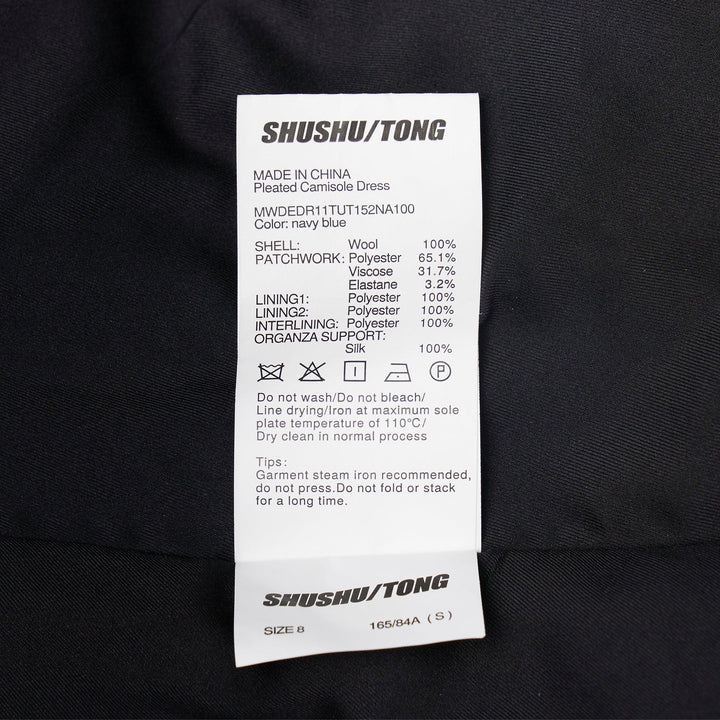 SHUSHU/TONG
MADE IN CHINA
Pleated Camisole Dress
MWDEDR11TUT152NA100
Color: navy blue
SHELL: Wool 100%
PATCHWORK: Polyester 65.1%
Viscose 31.7%
Elastane 3.2%
LINING1: Polyester 100%
LINING2: Polyester 100%
INTERLINING: Polyester 100%
ORGANZA SUPPORT:
Silk 100%
P
Do not wash/Do not bleach/
Line drying/Iron at maximum sole
plate temperature of 110℃/
Dry clean in normal process
Tips:
Garment steam iron recommended,
do not press.Do not fold or stack
for a long time.
SHUSHU/TONG
SIZE 8 165/84A ( S )